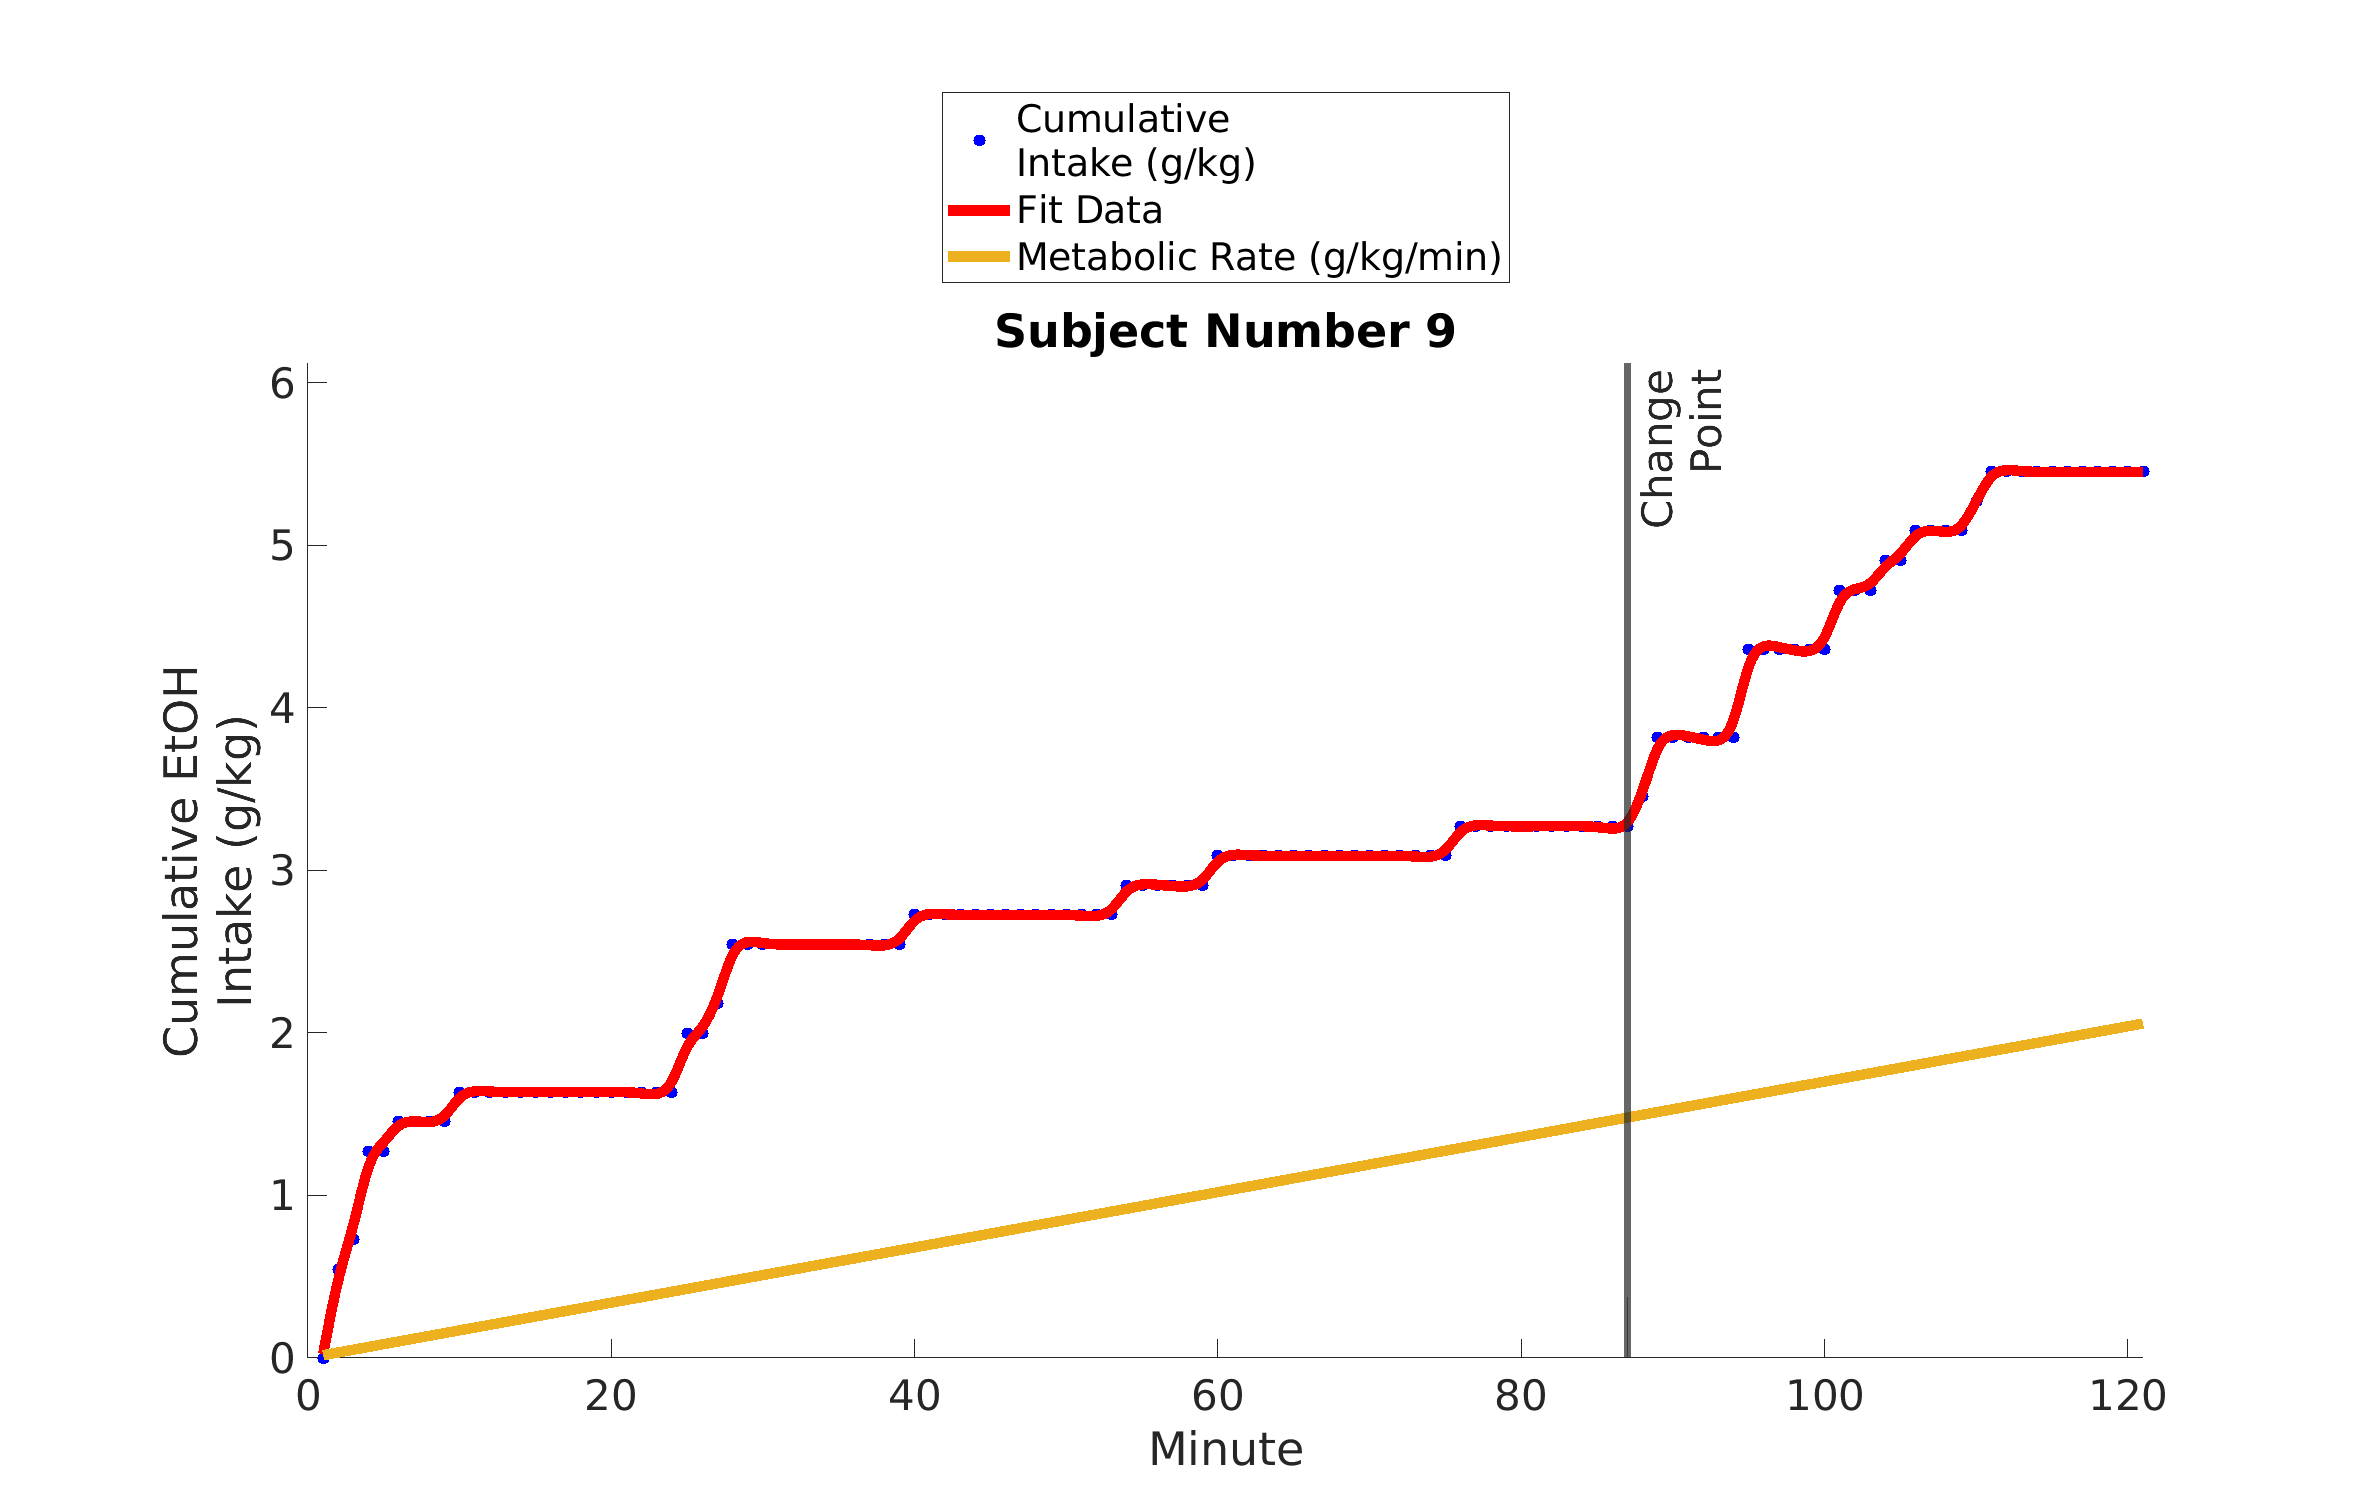 Cumulative
Intake (g/kg)
Fit Data
Metabolic Rate (g/kg/min)
Subject Number 9
Change
Point
Cumulative EtOH
Intake (g/kg)
6
5
4
3
2
1
0
0 20 40 60 80 100 120
Minute